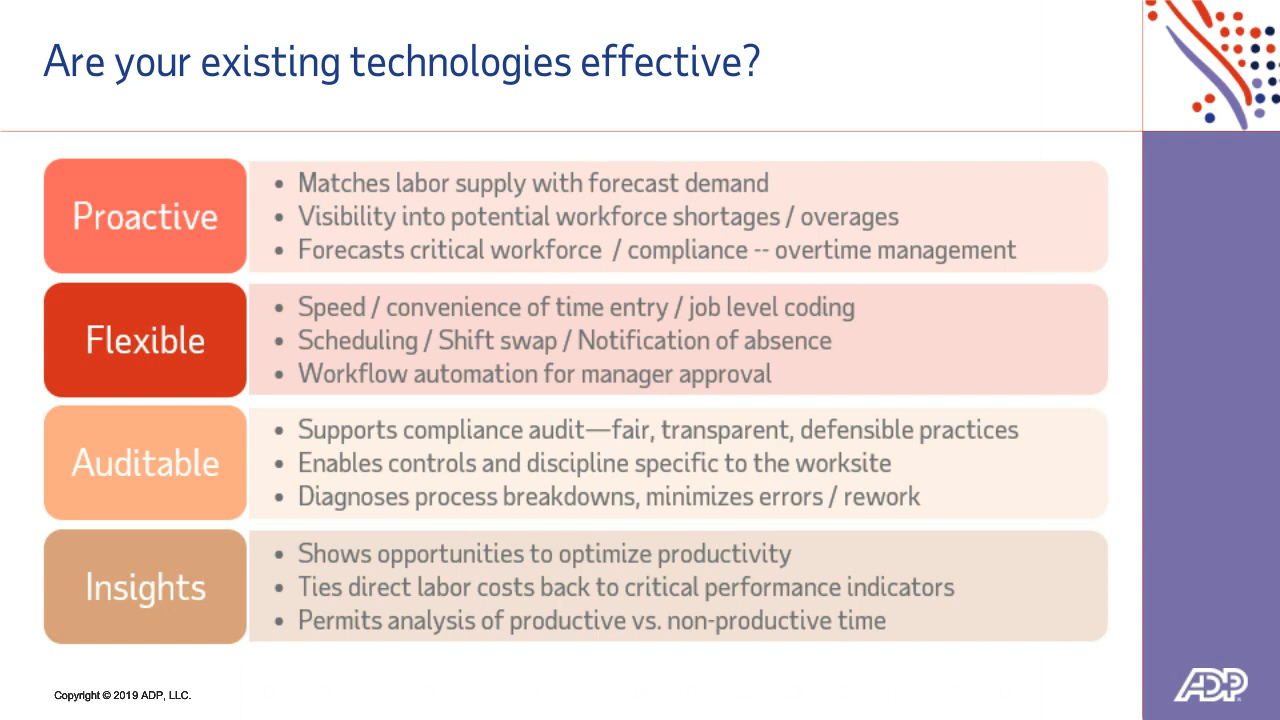 Are your existing technologies effective?
Proactive
• Matches labor supply with forecast demand
• Visibility into potential workforce shortages / overages
• Forecasts critical workforce / compliance -- overtime management
Flexible
• Speed / convenience of time entry / job level coding
• Scheduling / Shift swap / Notification of absence
• Workflow automation for manager approval
Auditable
• Supports compliance audit—fair, transparent, defensible practices
• Enables controls and discipline specific to the worksite
• Diagnoses process breakdowns, minimizes errors / rework
Insights
• Shows opportunities to optimize productivity
• Ties direct labor costs back to critical performance indicators
• Permits analysis of productive vs. non-productive time
Copyright © 2019 ADP, LLC.
ADP